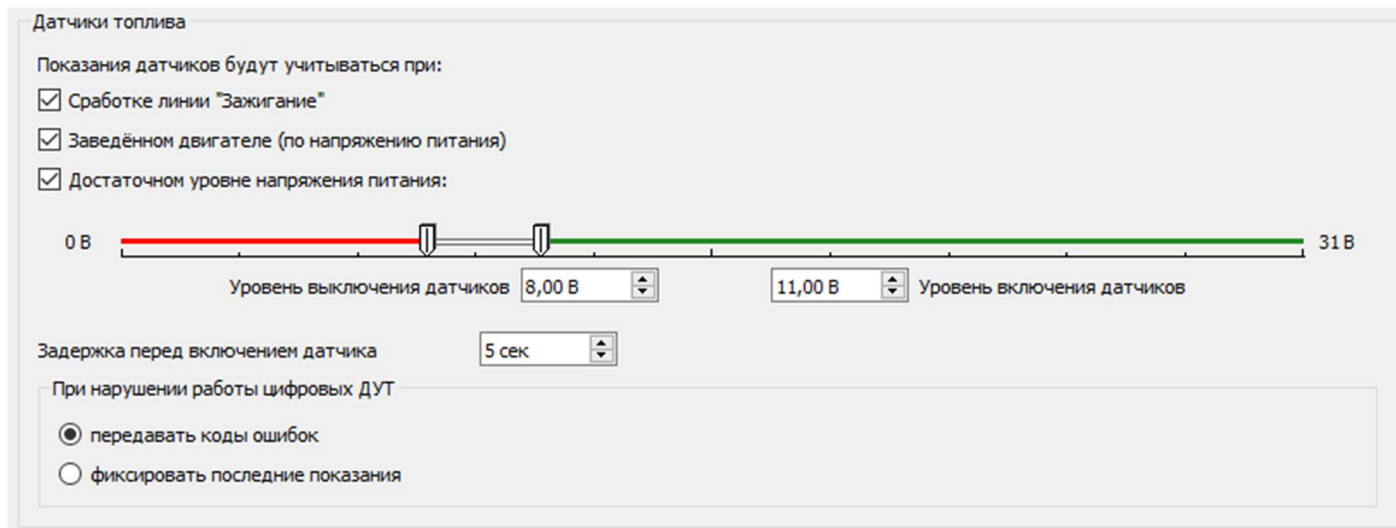 Датчики топлива
Показания датчиков будут учитываться при:
Сработке линии "Зажигание"
Заведённом двигателе (по напряжению питания)
Достаточном уровне напряжения питания:
0 В 31 В
Уровень выключения датчиков 8,00 В 11,00 В Уровень включения датчиков
Задержка перед включением датчика 5 сек
При нарушении работы цифровых ДУТ
передавать коды ошибок
фиксировать последние показания